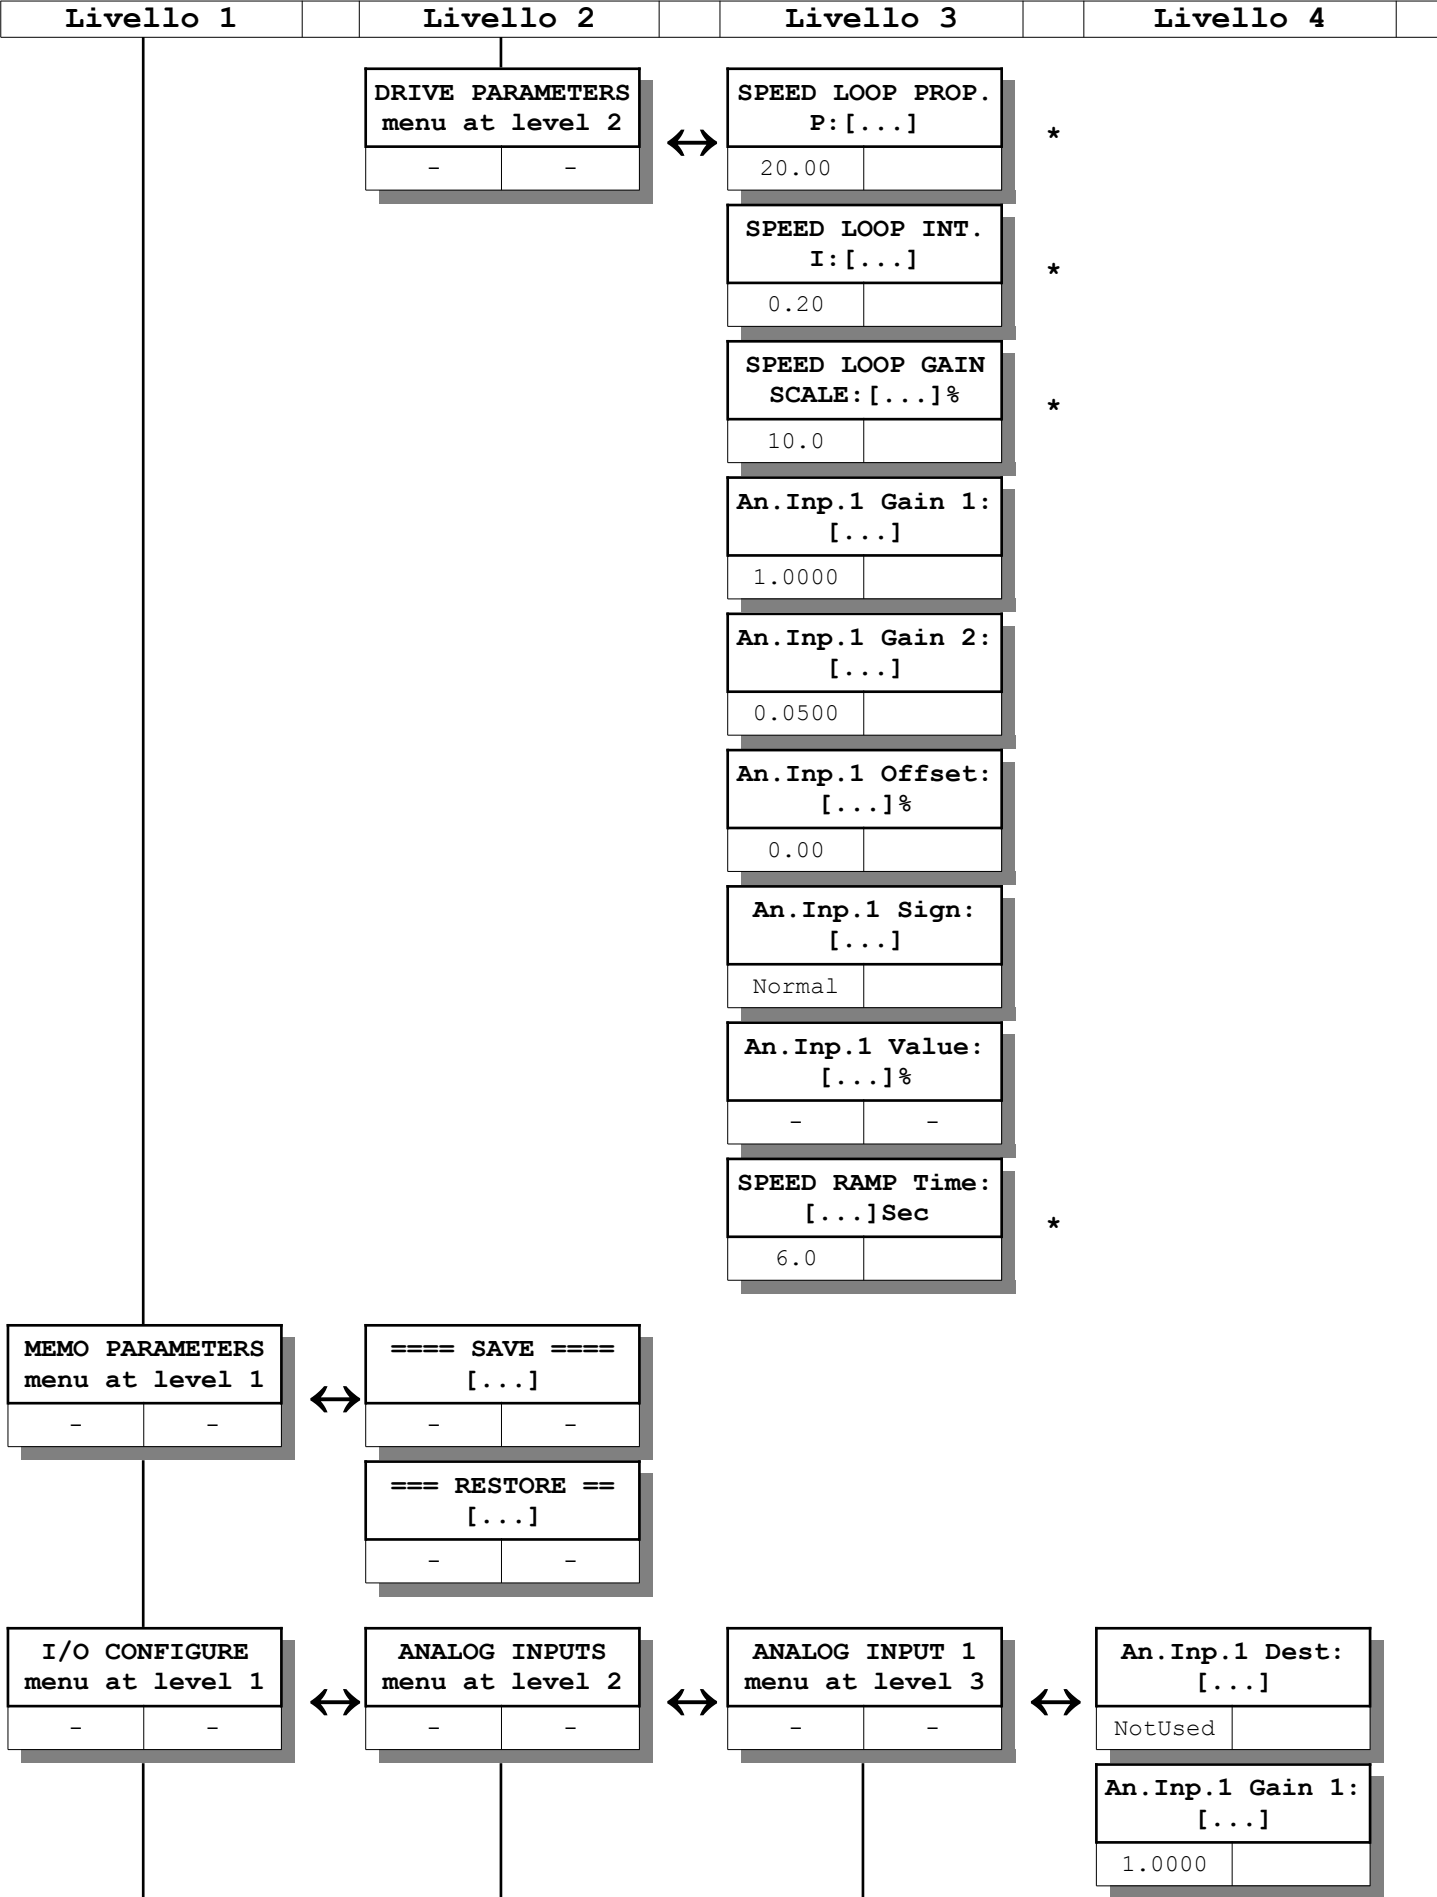 Livello 1 Livello 2 Livello 3 Livello 4
DRIVE PARAMETERS
menu at level 2
- -
SPEED LOOP PROP.
P:[...]
*
20.00
SPEED LOOP INT.
I:[...]
*
0.20
SPEED LOOP GAIN
SCALE:[...]%
*
10.0
An.Inp.1 Gain 1:
[...]
1.0000
An.Inp.1 Gain 2:
[...]
0.0500
An.Inp.1 Offset:
[...]%
0.00
An.Inp.1 Sign:
[...]
Normal
An.Inp.1 Value:
[...]%
- -
SPEED RAMP Time:
[...]Sec
*
6.0
MEMO PARAMETERS
menu at level 1
- -
==== SAVE ====
[...]
- -
=== RESTORE ==
[...]
- -
I/O CONFIGURE
menu at level 1
- -
ANALOG INPUTS
menu at level 2
- -
ANALOG INPUT 1
menu at level 3
- -
An.Inp.1 Dest:
[...]
NotUsed
An.Inp.1 Gain 1:
[...]
1.0000